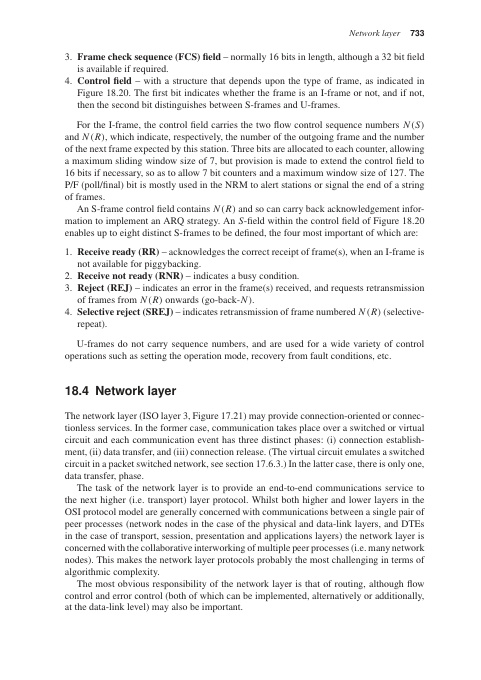 Network layer 733
3. Frame check sequence (FCS) field – normally 16 bits in length, although a 32 bit field
is available if required.
4. Control field – with a structure that depends upon the type of frame, as indicated in
Figure 18.20. The first bit indicates whether the frame is an I-frame or not, and if not,
then the second bit distinguishes between S-frames and U-frames.
For the I-frame, the control field carries the two flow control sequence numbers N(S)
and N(R), which indicate, respectively, the number of the outgoing frame and the number
of the next frame expected by this station. Three bits are allocated to each counter, allowing
a maximum sliding window size of 7, but provision is made to extend the control field to
16 bits if necessary, so as to allow 7 bit counters and a maximum window size of 127. The
P/F (poll/final) bit is mostly used in the NRM to alert stations or signal the end of a string
of frames.
An S-frame control field contains N(R) and so can carry back acknowledgement infor-
mation to implement an ARQ strategy. An S-field within the control field of Figure 18.20
enables up to eight distinct S-frames to be defined, the four most important of which are:
1. Receive ready (RR) – acknowledges the correct receipt of frame(s), when an I-frame is
not available for piggybacking.
2. Receive not ready (RNR) – indicates a busy condition.
3. Reject (REJ) – indicates an error in the frame(s) received, and requests retransmission
of frames from N(R) onwards (go-back-N).
4. Selective reject (SREJ) – indicates retransmission of frame numbered N(R) (selective-
repeat).
U-frames do not carry sequence numbers, and are used for a wide variety of control
operations such as setting the operation mode, recovery from fault conditions, etc.
18.4 Network layer
The network layer (ISO layer 3, Figure 17.21) may provide connection-oriented or connec-
tionless services. In the former case, communication takes place over a switched or virtual
circuit and each communication event has three distinct phases: (i) connection establish-
ment, (ii) data transfer, and (iii) connection release. (The virtual circuit emulates a switched
circuit in a packet switched network, see section 17.6.3.) In the latter case, there is only one,
data transfer, phase.
The task of the network layer is to provide an end-to-end communications service to
the next higher (i.e. transport) layer protocol. Whilst both higher and lower layers in the
OSI protocol model are generally concerned with communications between a single pair of
peer processes (network nodes in the case of the physical and data-link layers, and DTEs
in the case of transport, session, presentation and applications layers) the network layer is
concerned with the collaborative interworking of multiple peer processes (i.e. many network
nodes). This makes the network layer protocols probably the most challenging in terms of
algorithmic complexity.
The most obvious responsibility of the network layer is that of routing, although flow
control and error control (both of which can be implemented, alternatively or additionally,
at the data-link level) may also be important.